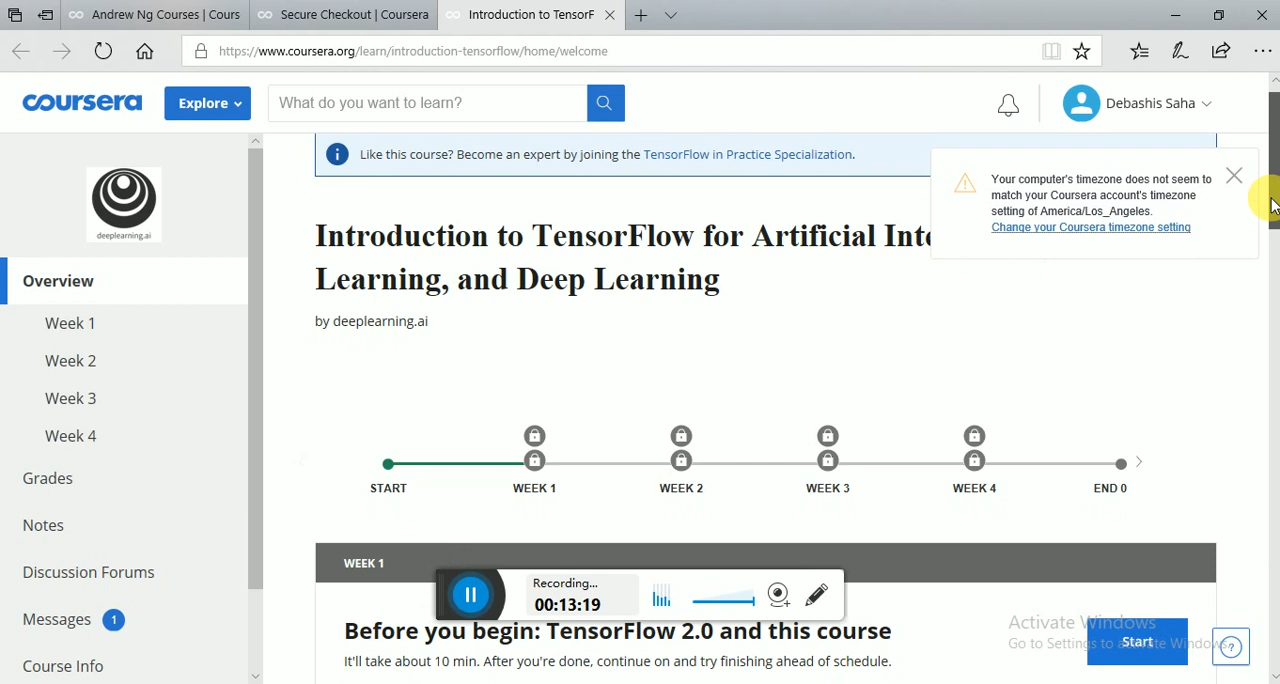 Andrew Ng Courses | Cours
Secure Checkout | Coursera
Introduction to TensorF
https://www.coursera.org/learn/introduction-tensorflow/home/welcome
coursera
Explore
What do you want to learn?
Debashis Saha
Like this course? Become an expert by joining the TensorFlow in Practice Specialization.
Your computer's timezone does not seem to
match your Coursera account's timezone
setting of America/Los_Angeles.
Change your Coursera timezone setting
deeplearning.ai
Introduction to TensorFlow for Artificial
Learning, and Deep Learning
by deeplearning.ai
Overview
Week 1
Week 2
Week 3
Week 4
Grades
Notes
Discussion Forums
Messages 1
Course Info
START
WEEK 1
WEEK 2
WEEK 3
WEEK 4
END 0
WEEK 1
Recording...
00:13:19
Before you begin: TensorFlow 2.0 and this course
It'll take about 10 min. After you're done, continue on and try finishing ahead of schedule.
Start
Activate Windows
Go to Settings to activate Windows.
?